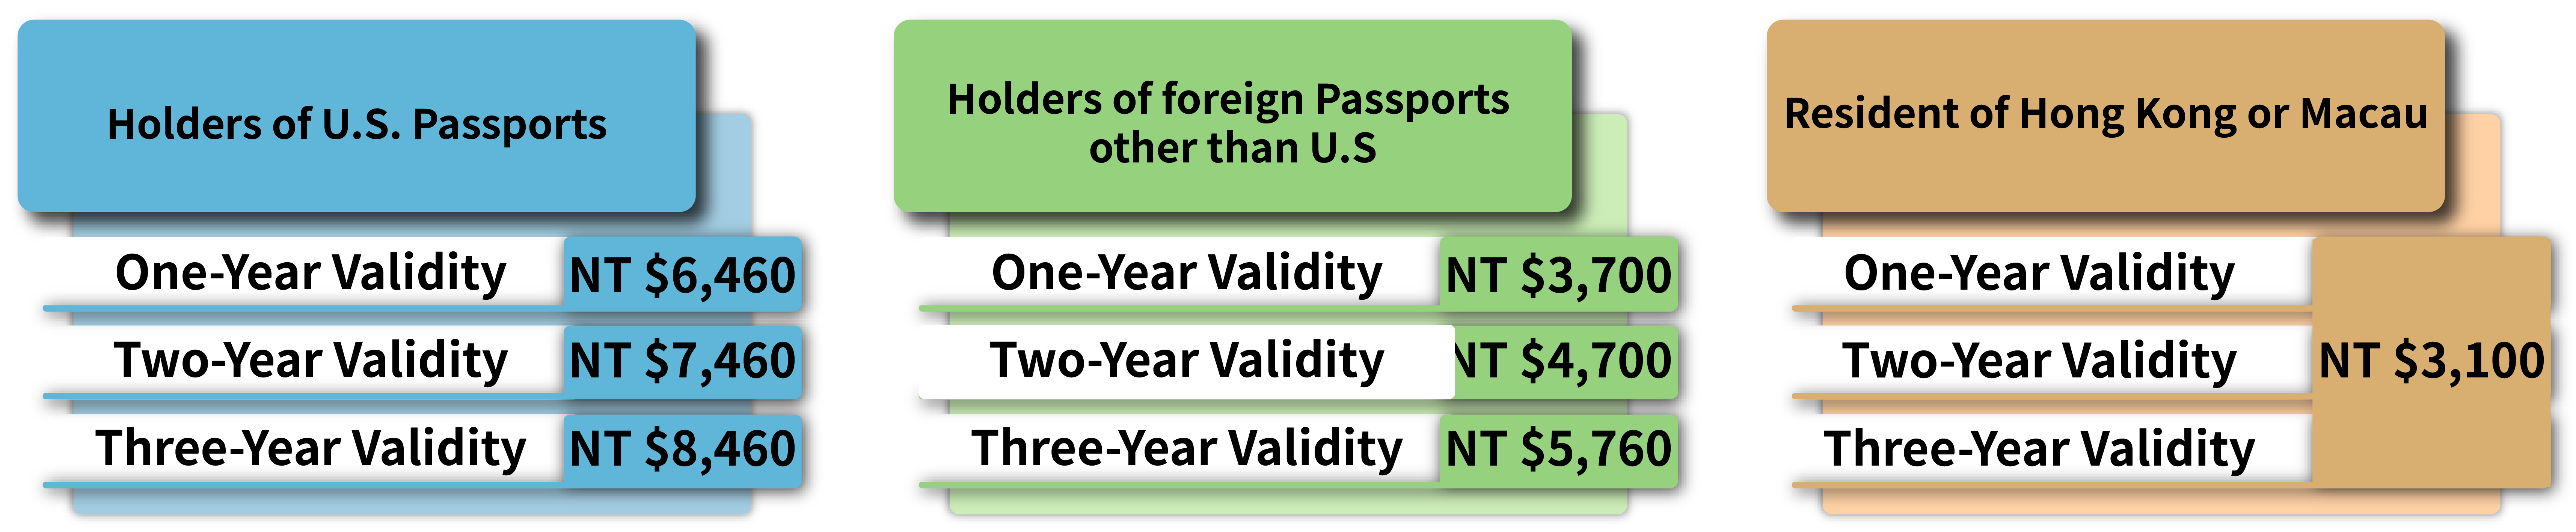 Holders of U.S. Passports
One-Year Validity NT $6,460
Two-Year Validity NT $7,460
Three-Year Validity NT $8,460
Holders of foreign Passports
other than U.S
One-Year Validity NT $3,700
Two-Year Validity NT $4,700
Three-Year Validity NT $5,760
Resident of Hong Kong or Macau
One-Year Validity
Two-Year Validity NT $3,100
Three-Year Validity